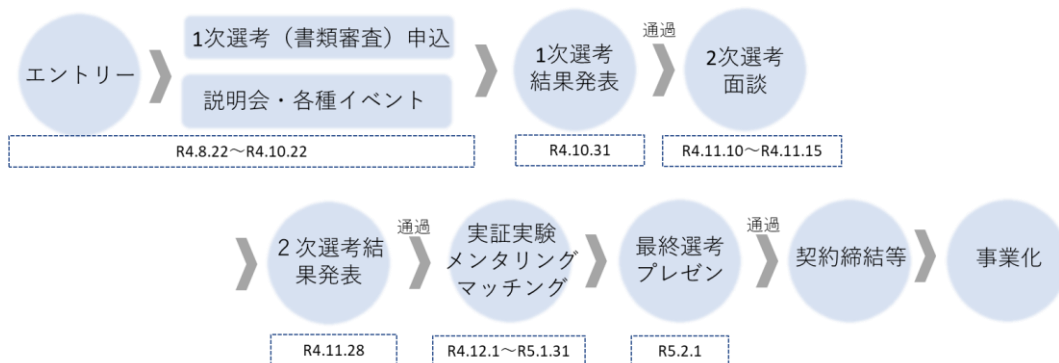 エントリー
1次選考（書類審査）申込
説明会・各種イベント
R4.8.22～R4.10.22
1次選考
結果発表
R4.10.31
通過
2次選考
面談
R4.11.10～R4.11.15
２次選考結
果発表
R4.11.28
通過
実証実験
メンタリング
マッチング
R4.12.1～R5.1.31
最終選考
プレゼン
R5.2.1
通過
契約締結等
事業化